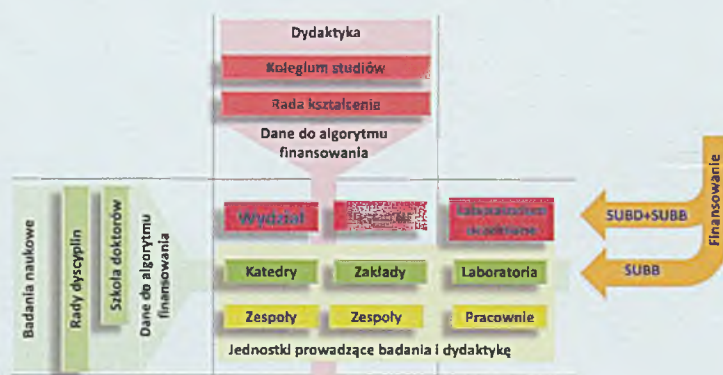 Dydaktyka
Kolegium studiów
Rada kształcenia
Dane do algorytmu
finansowania
Badania naukowe
Rady dyscyplin
Szkoła doktorów
Dane do algorytmu
finansowania
Wydział
Katedry
Zakłady
Laboratoria
Zespoły
Zespoły
Pracownie
Jednostki prowadzące badania i dydaktykę
SUBD+SUBB
SUBB
Finansowanie